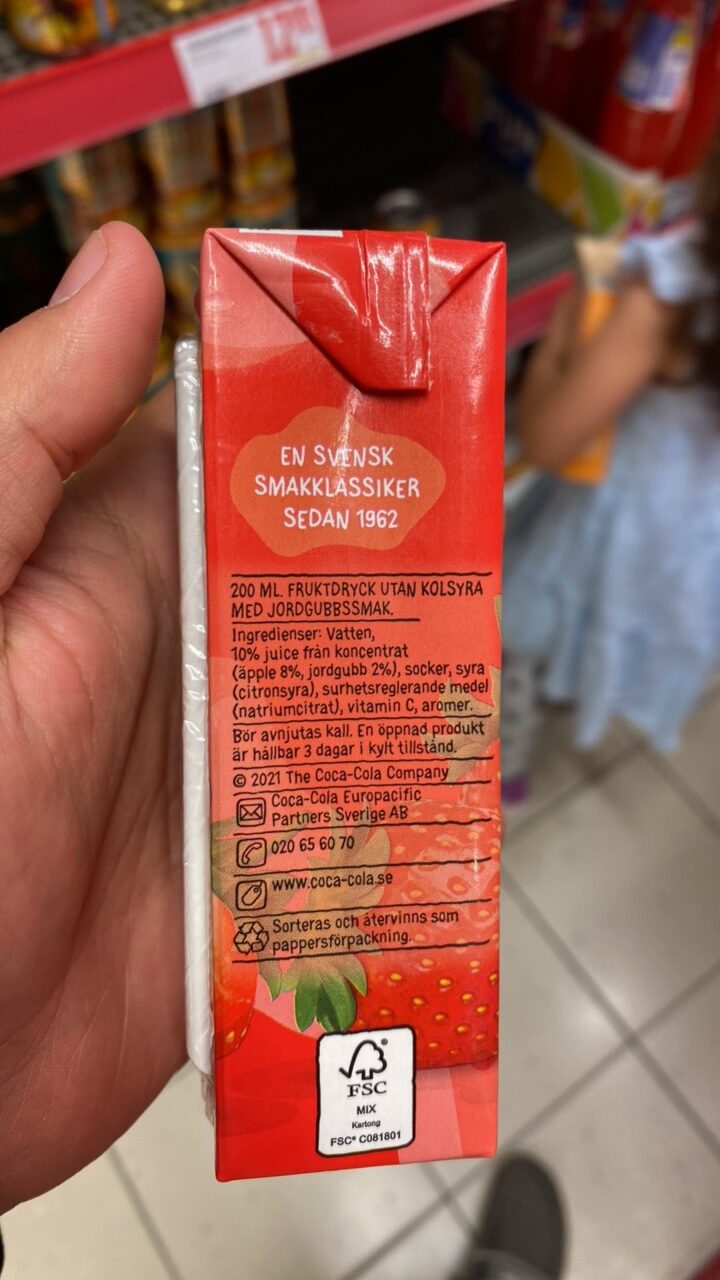 EN SVENSK
SMAKKLASSIKER
SEDAN 1962
200 ML. FRUKTDRYCK UTAN KOLSYRA
MED JORDGUBBSSMAK.
Ingredienser: Vatten,
10% juice från koncentrat
(äpple 8%, jordgubb 2%), socker, syra
(citronsyra), surhetsreglerande medel
(natriumcitrat), vitamin C, aromer.
Bör avnjutas kall. En öppnad produkt
är hållbar 3 dagar i kylt tillstånd.
© 2021 The Coca-Cola Company
Coca-Cola Europacific
Partners Sverige AB
020 65 60 70
www.coca-cola.se
Sorteras och återvinns som
pappersförpackning.
®
FSC
MIX
Kartong
FSC® C081801